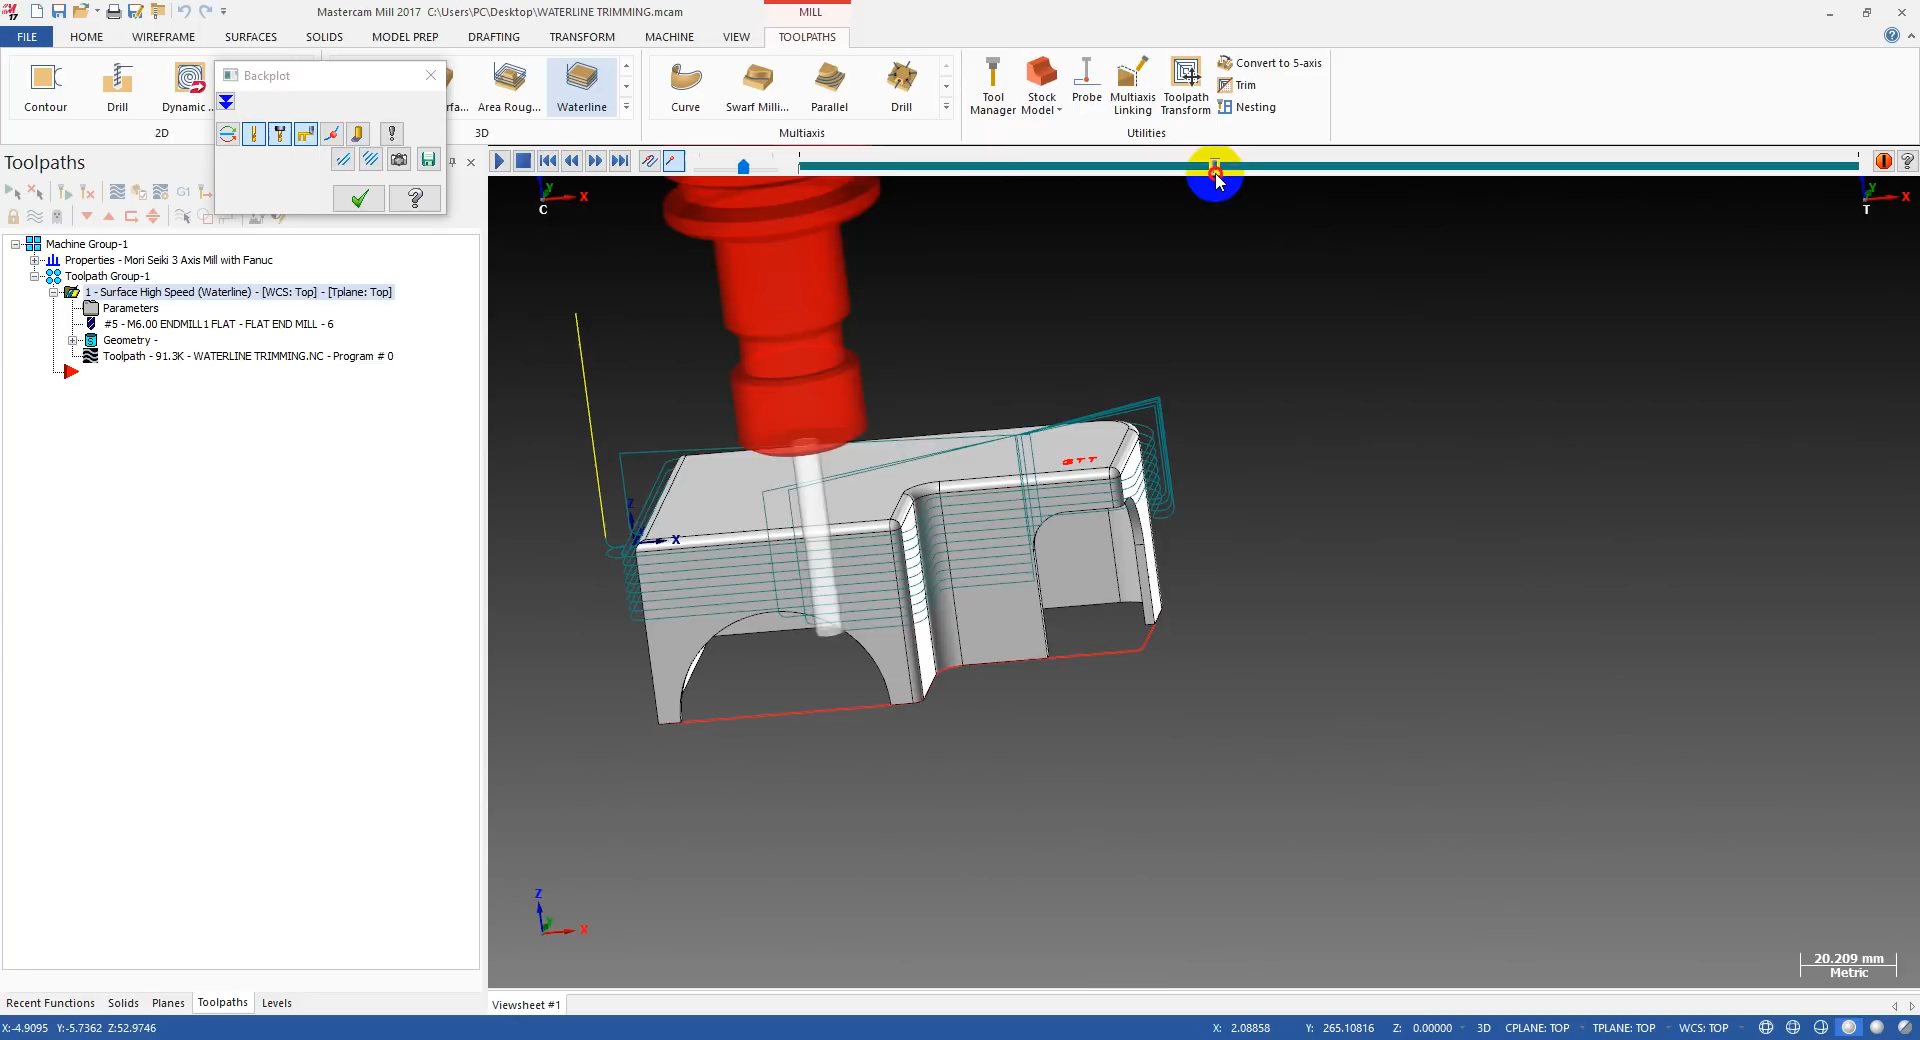 Mastercam Mill 2017 C:\Users\PC\Desktop\WATERLINE TRIMMING.mcam
MILL
FILE
HOME
WIREFRAME
SURFACES
SOLIDS
MODEL PREP
DRAFTING
TRANSFORM
MACHINE
VIEW
TOOLPATHS
Contour
Drill
Dynamic ..
Backplot
rfa...
Area Roug...
Waterline
Curve
Swarf Milli...
Parallel
Drill
Tool Manager
Stock Model
Probe
Multiaxis Linking
Toolpath Transform
Convert to 5-axis
Trim
Nesting
2D
3D
Multiaxis
Utilities
Toolpaths
G1
Machine Group-1
Properties - Mori Seiki 3 Axis Mill with Fanuc
Toolpath Group-1
1 - Surface High Speed (Waterline) - [WCS: Top] - [Tplane: Top]
Parameters
#5 - M6.00 ENDMILL1 FLAT - FLAT END MILL - 6
Geometry -
Toolpath - 91.3K - WATERLINE TRIMMING.NC - Program # 0
Y
X
C
Y
X
T
GTT
Z
X
Z
Y
X
20.209 mm
Metric
Recent Functions
Solids
Planes
Toolpaths
Levels
Viewsheet #1
X:-4.9095 Y:-5.7362 Z:52.9746
X: 2.08858
Y: 265.10816
Z: 0.00000
3D
CPLANE: TOP
TPLANE: TOP
WCS: TOP